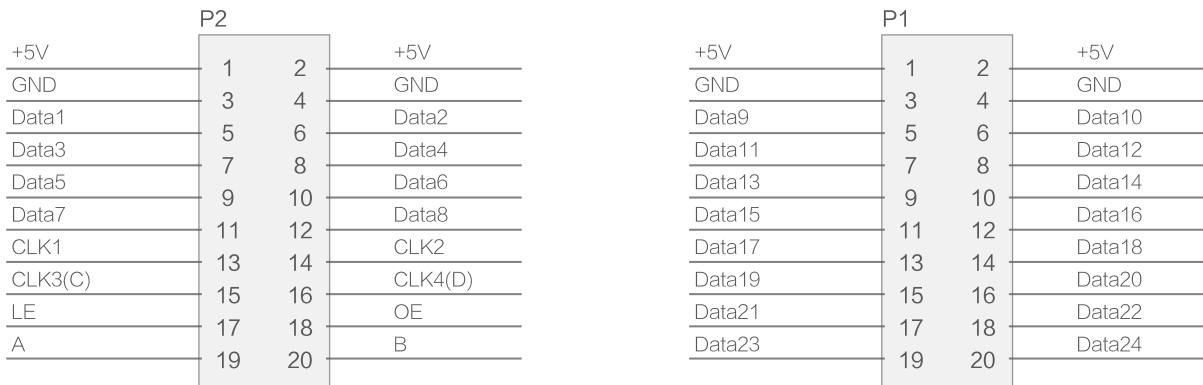 P2 P1
+5V +5V +5V +5V
1 2 1 2
GND GND GND GND
3 4 3 4
Data1 Data2 Data9 Data10
5 6 5 6
Data3 Data4 Data11 Data12
7 8 7 8
Data5 Data6 Data13 Data14
9 10 9 10
Data7 Data8 Data15 Data16
11 12 11 12
CLK1 CLK2 Data17 Data18
13 14 13 14
CLK3(C) CLK4(D) Data19 Data20
15 16 15 16
LE OE Data21 Data22
17 18 17 18
A B Data23 Data24
19 20 19 20